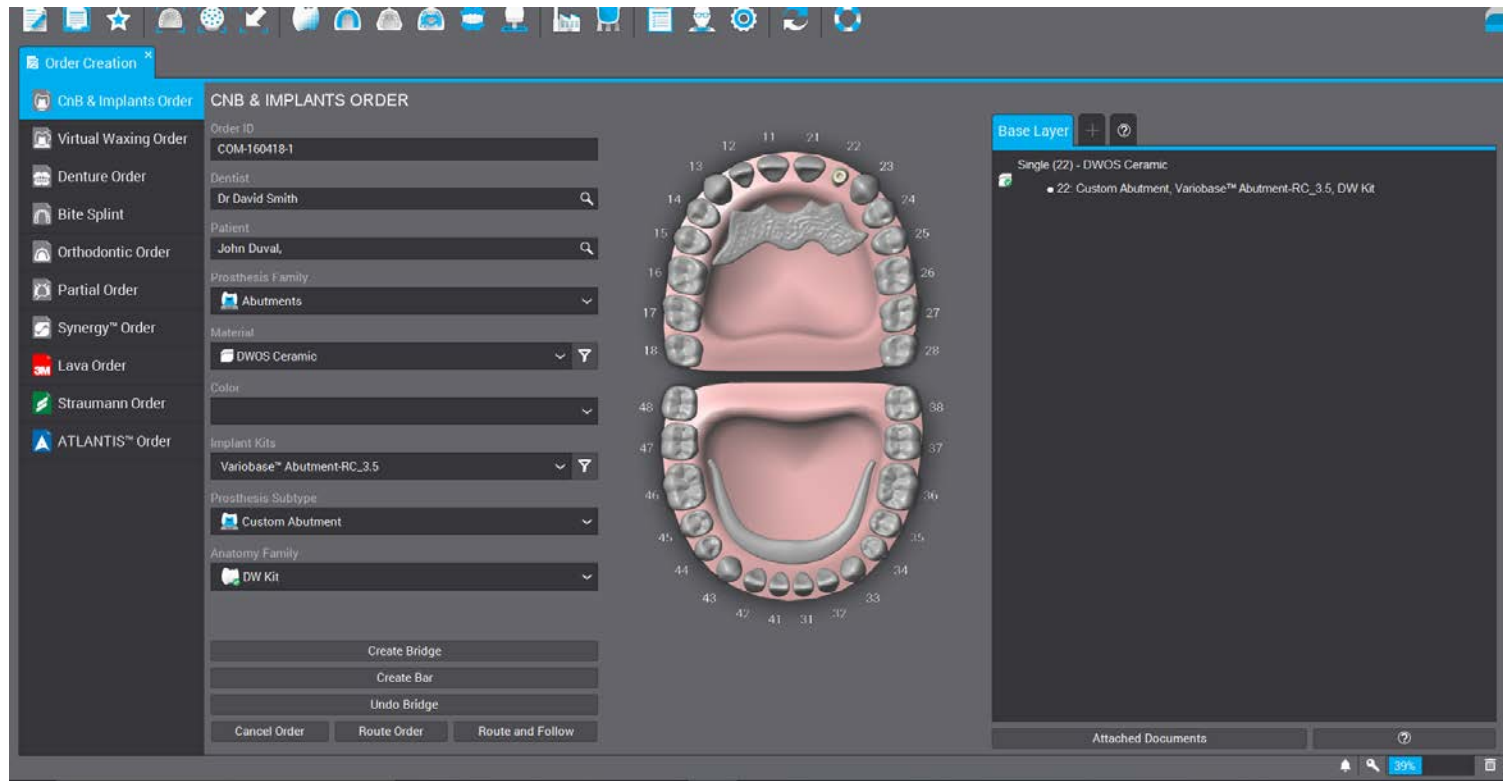 Order Creation ×
CnB & Implants Order
Virtual Waxing Order
Denture Order
Bite Splint
Orthodontic Order
Partial Order
Synergy™ Order
3M
Lava Order
Straumann Order
ATLANTIS™ Order
CNB & IMPLANTS ORDER
Order ID
COM-160418-1
Dentist
Dr David Smith
Patient
John Duval,
Prosthesis Family
Abutments
Material
DWOS Ceramic
Color
Implant Kits
Variobase™ Abutment-RC_3.5
Prosthesis Subtype
Custom Abutment
Anatomy Family
DW Kit
Create Bridge
Create Bar
Undo Bridge
Cancel Order Route Order Route and Follow
11 21
12 22
13 23
14 24
15 25
16 26
17 27
18 28
48 38
47 37
46 36
45 35
44 34
43 33
42 32
41 31
Base Layer + ?
Single (22) - DWOS Ceramic
• 22: Custom Abutment, Variobase™ Abutment-RC_3.5, DW Kit
Attached Documents ?
39%